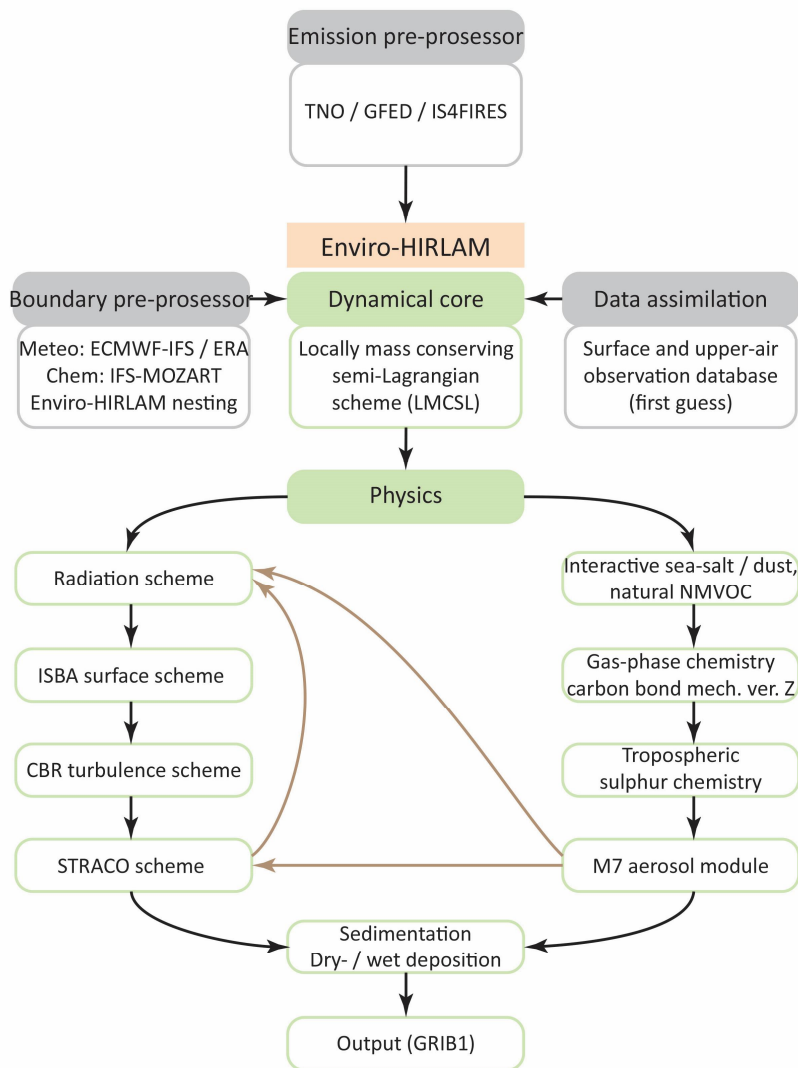 Emission pre-prosessor
TNO / GFED / IS4FIRES
Enviro-HIRLAM
Boundary pre-prosessor
Meteo: ECMWF-IFS / ERA
Chem: IFS-MOZART
Enviro-HIRLAM nesting
Dynamical core
Locally mass conserving
semi-Lagrangian
scheme (LMCSL)
Data assimilation
Surface and upper-air
observation database
(first guess)
Physics
Radiation scheme
ISBA surface scheme
CBR turbulence scheme
STRACO scheme
Interactive sea-salt / dust,
natural NMVOC
Gas-phase chemistry
carbon bond mech. ver. Z
Tropospheric
sulphur chemistry
M7 aerosol module
Sedimentation
Dry- / wet deposition
Output (GRIB1)